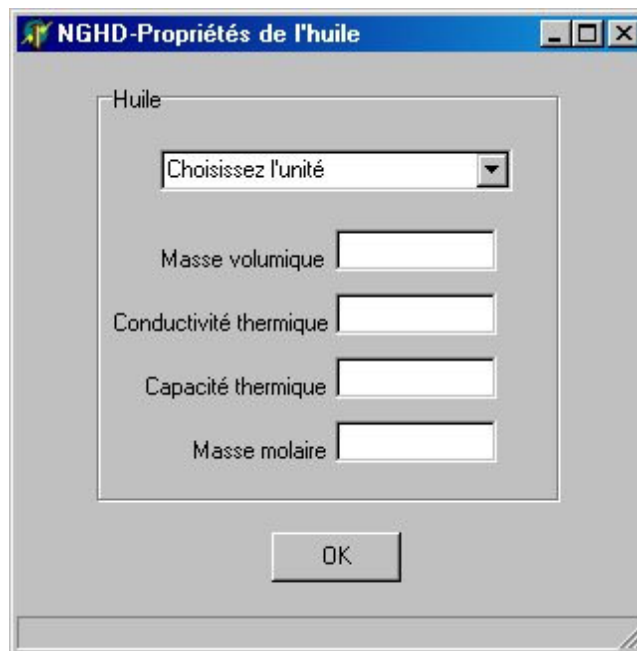 NGHD-Propriétés de l'huile
Huile
Choisissez l'unité
Masse volumique
Conductivité thermique
Capacité thermique
Masse molaire
OK